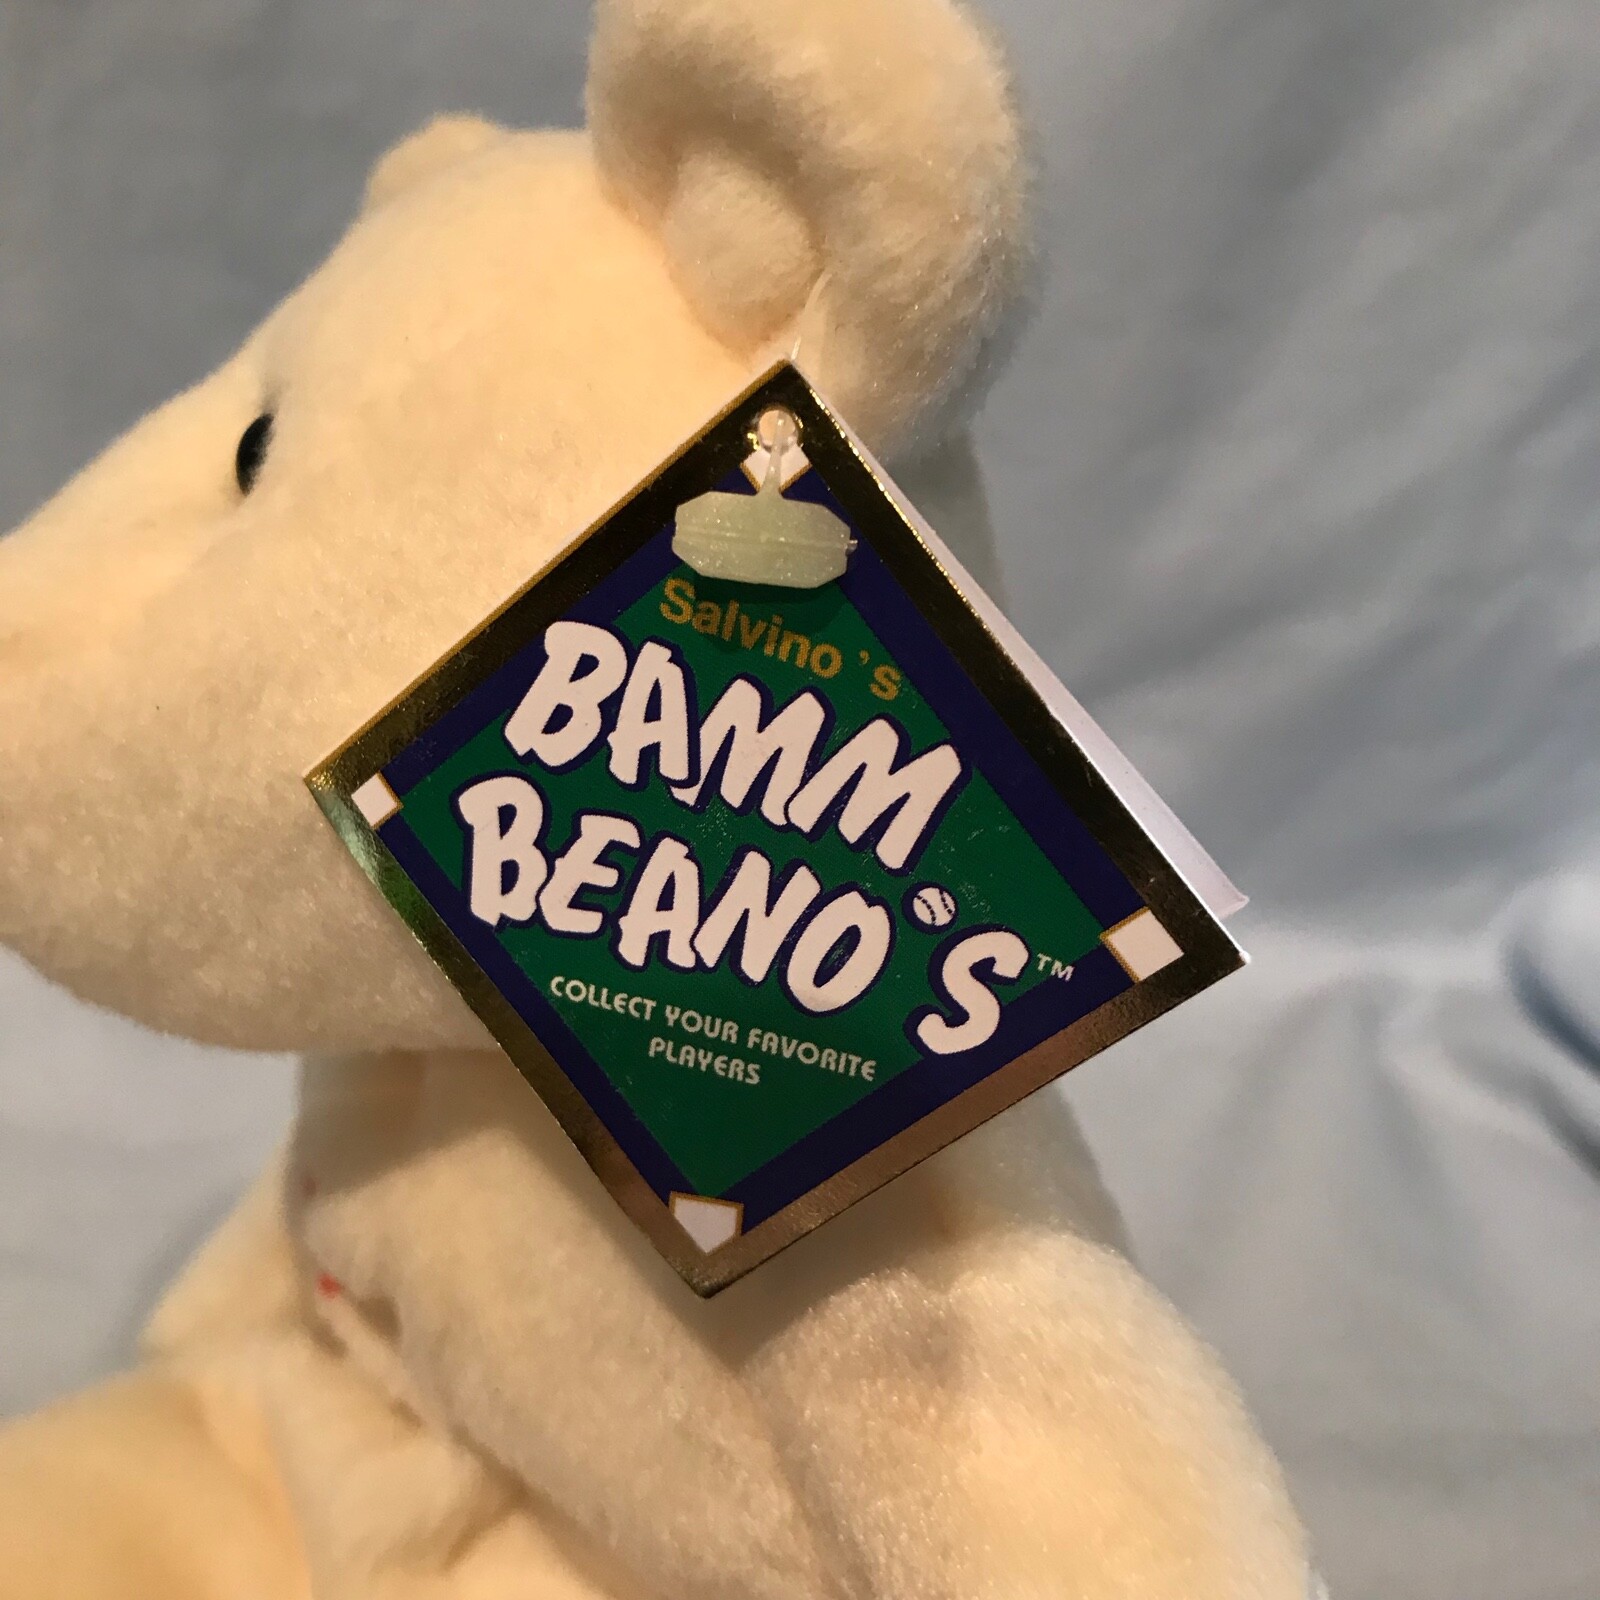 Salvino 's
BAMM
BEANO'S™
COLLECT YOUR FAVORITE
PLAYERS